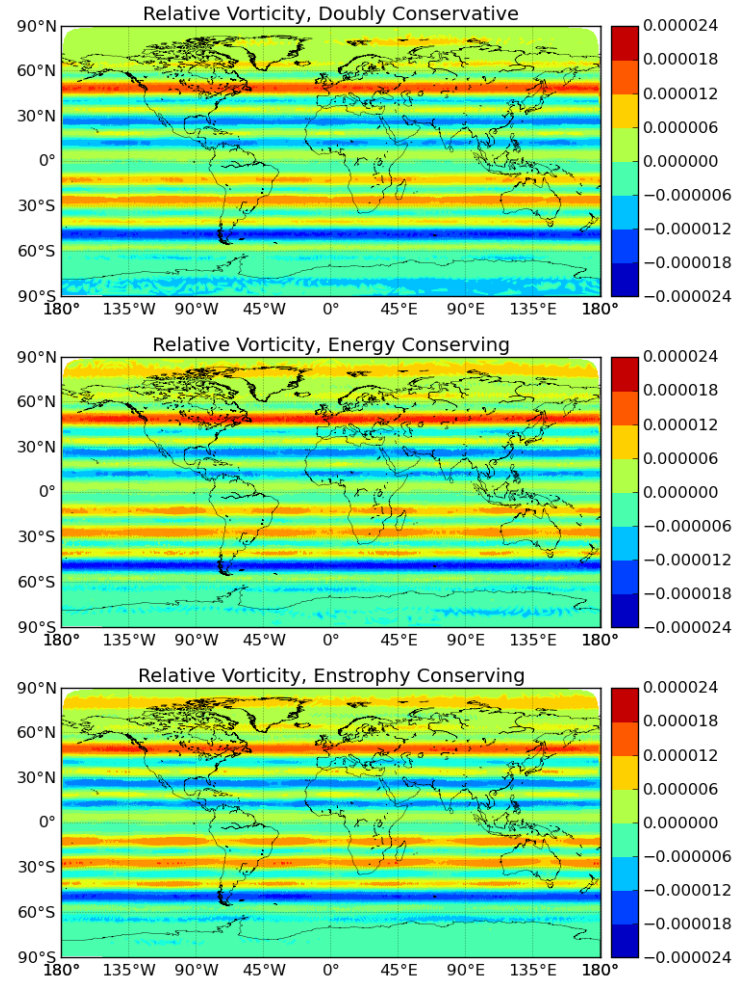 Relative Vorticity, Doubly Conservative
90°N
60°N
30°N
0°
30°S
60°S
90°S
180° 135°W 90°W 45°W 0° 45°E 90°E 135°E 180°
0.000024
0.000018
0.000012
0.000006
0.000000
−0.000006
−0.000012
−0.000018
−0.000024
Relative Vorticity, Energy Conserving
90°N
60°N
30°N
0°
30°S
60°S
90°S
180° 135°W 90°W 45°W 0° 45°E 90°E 135°E 180°
0.000024
0.000018
0.000012
0.000006
0.000000
−0.000006
−0.000012
−0.000018
−0.000024
Relative Vorticity, Enstrophy Conserving
90°N
60°N
30°N
0°
30°S
60°S
90°S
180° 135°W 90°W 45°W 0° 45°E 90°E 135°E 180°
0.000024
0.000018
0.000012
0.000006
0.000000
−0.000006
−0.000012
−0.000018
−0.000024